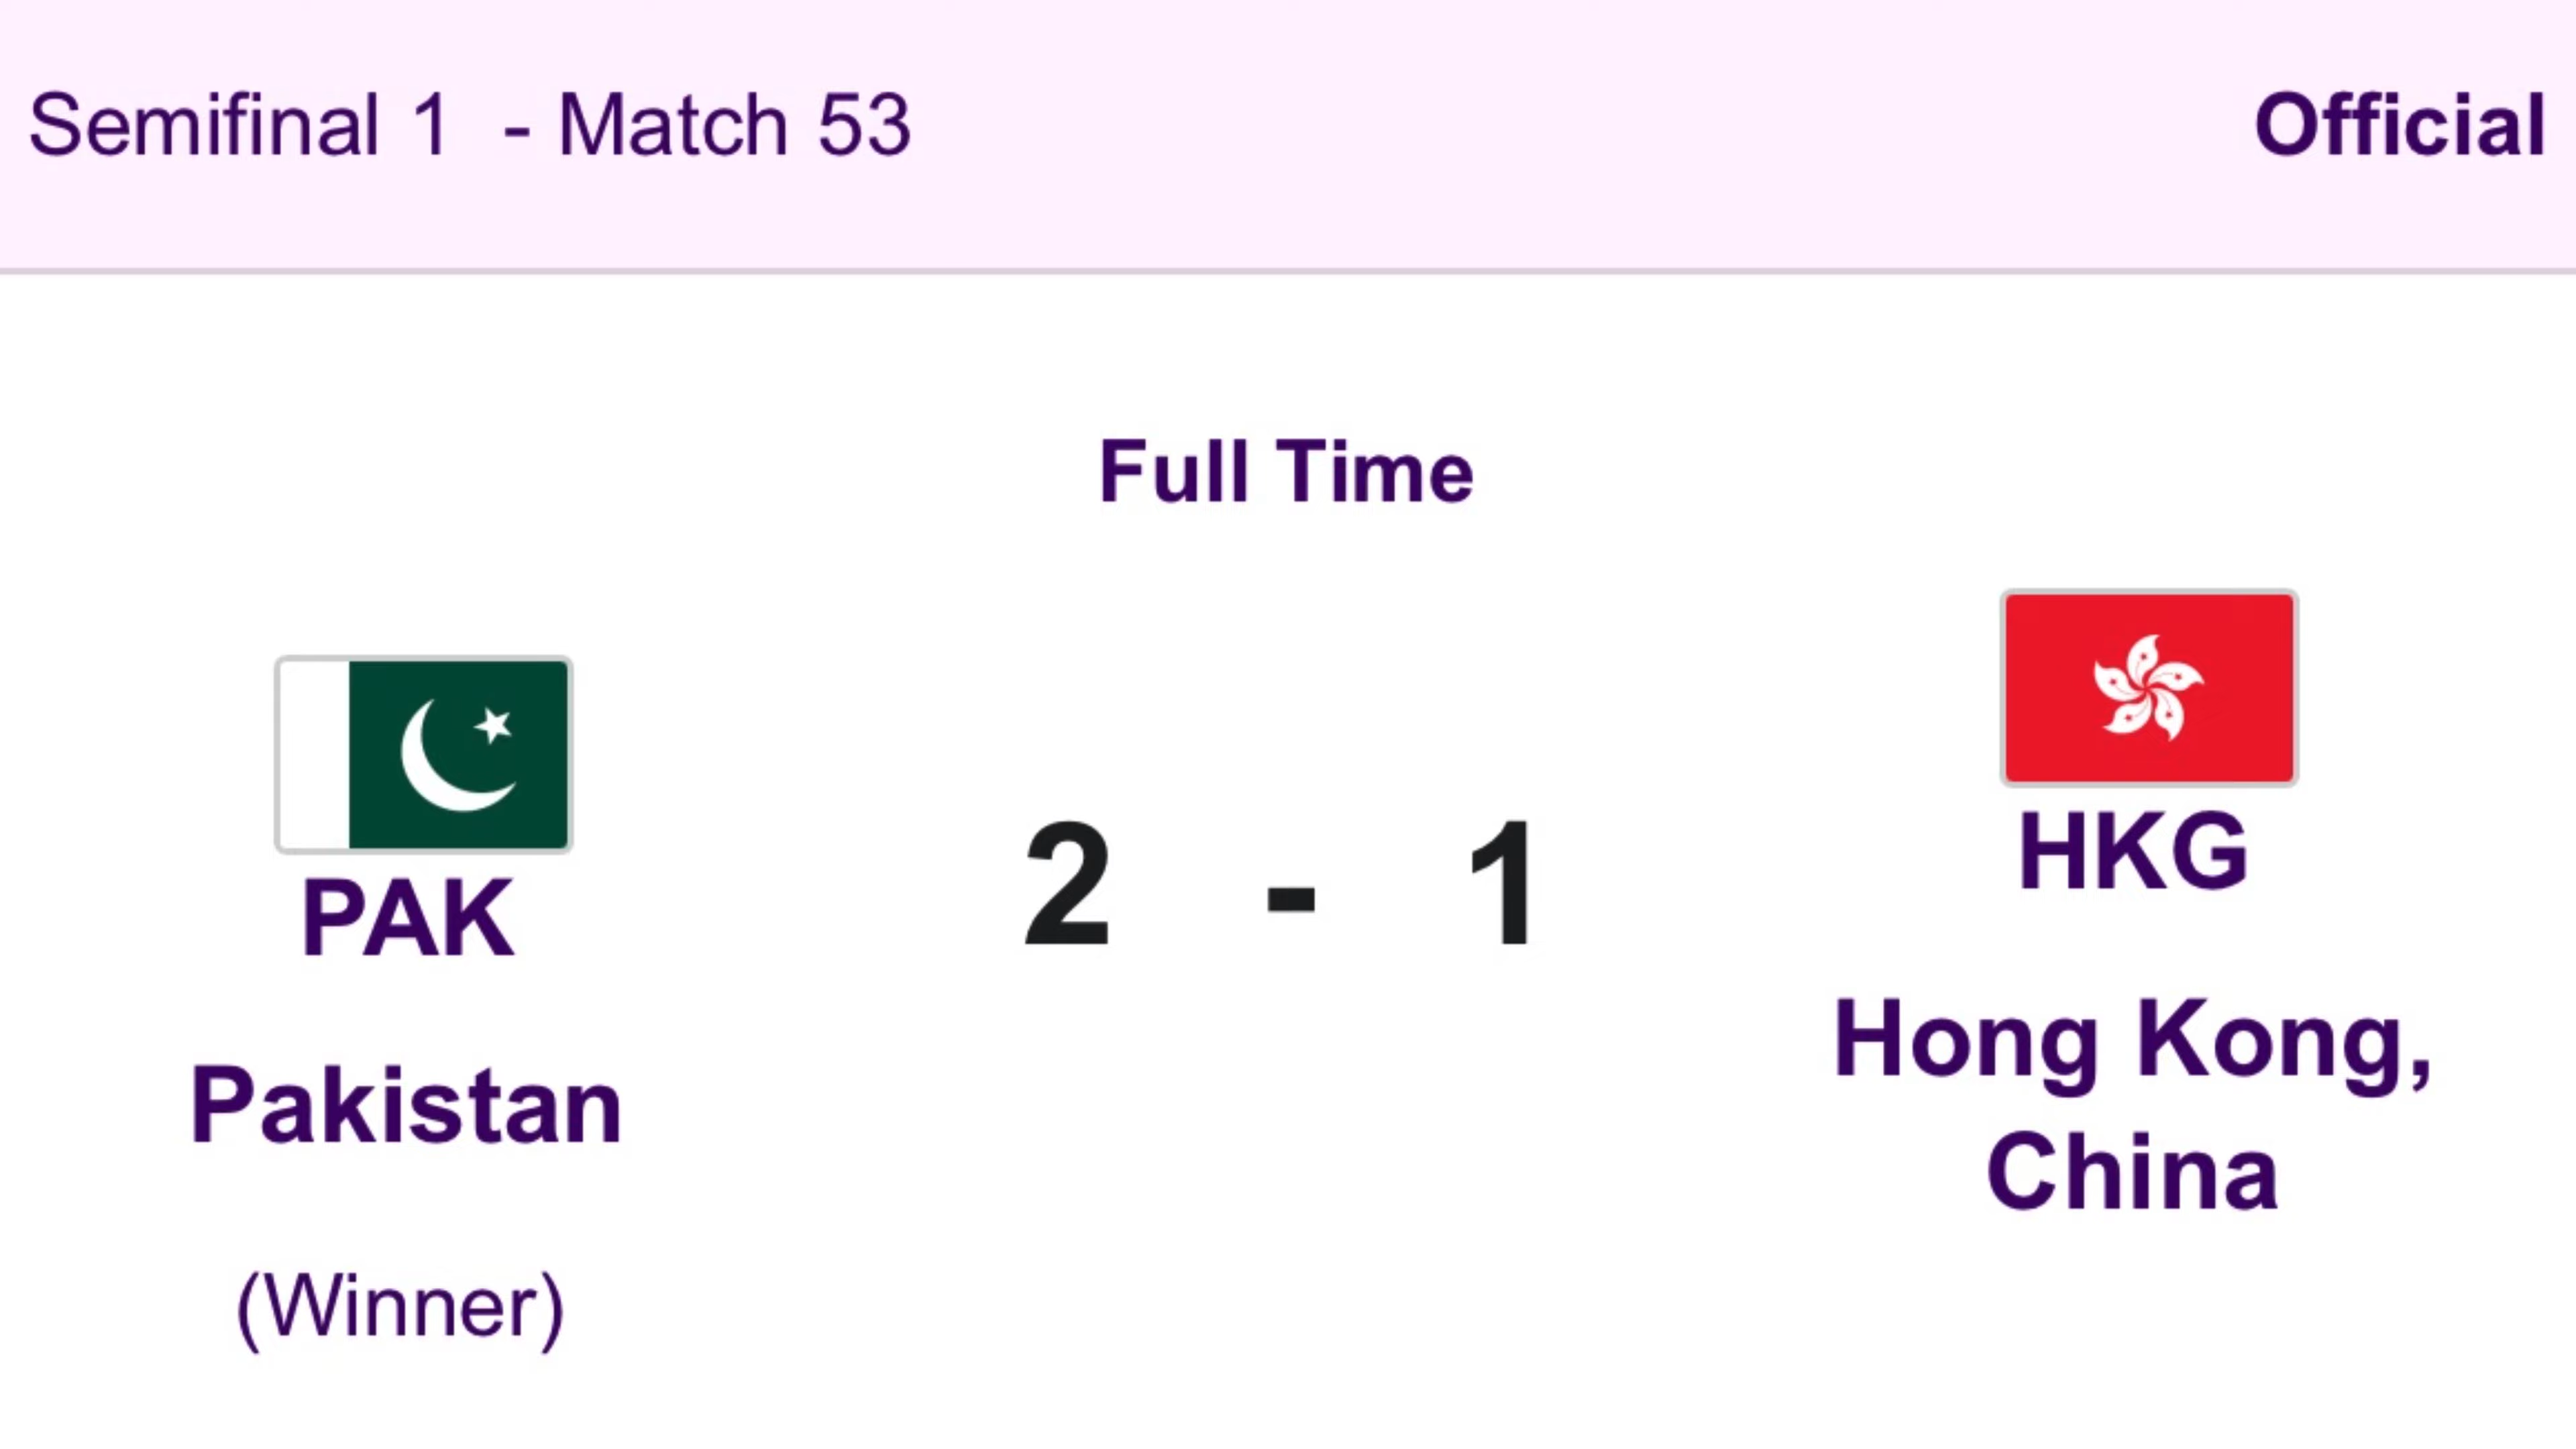 Semifinal 1 - Match 53
Official
Full Time
PAK
Pakistan
(Winner)
2 - 1
HKG
Hong Kong,
China